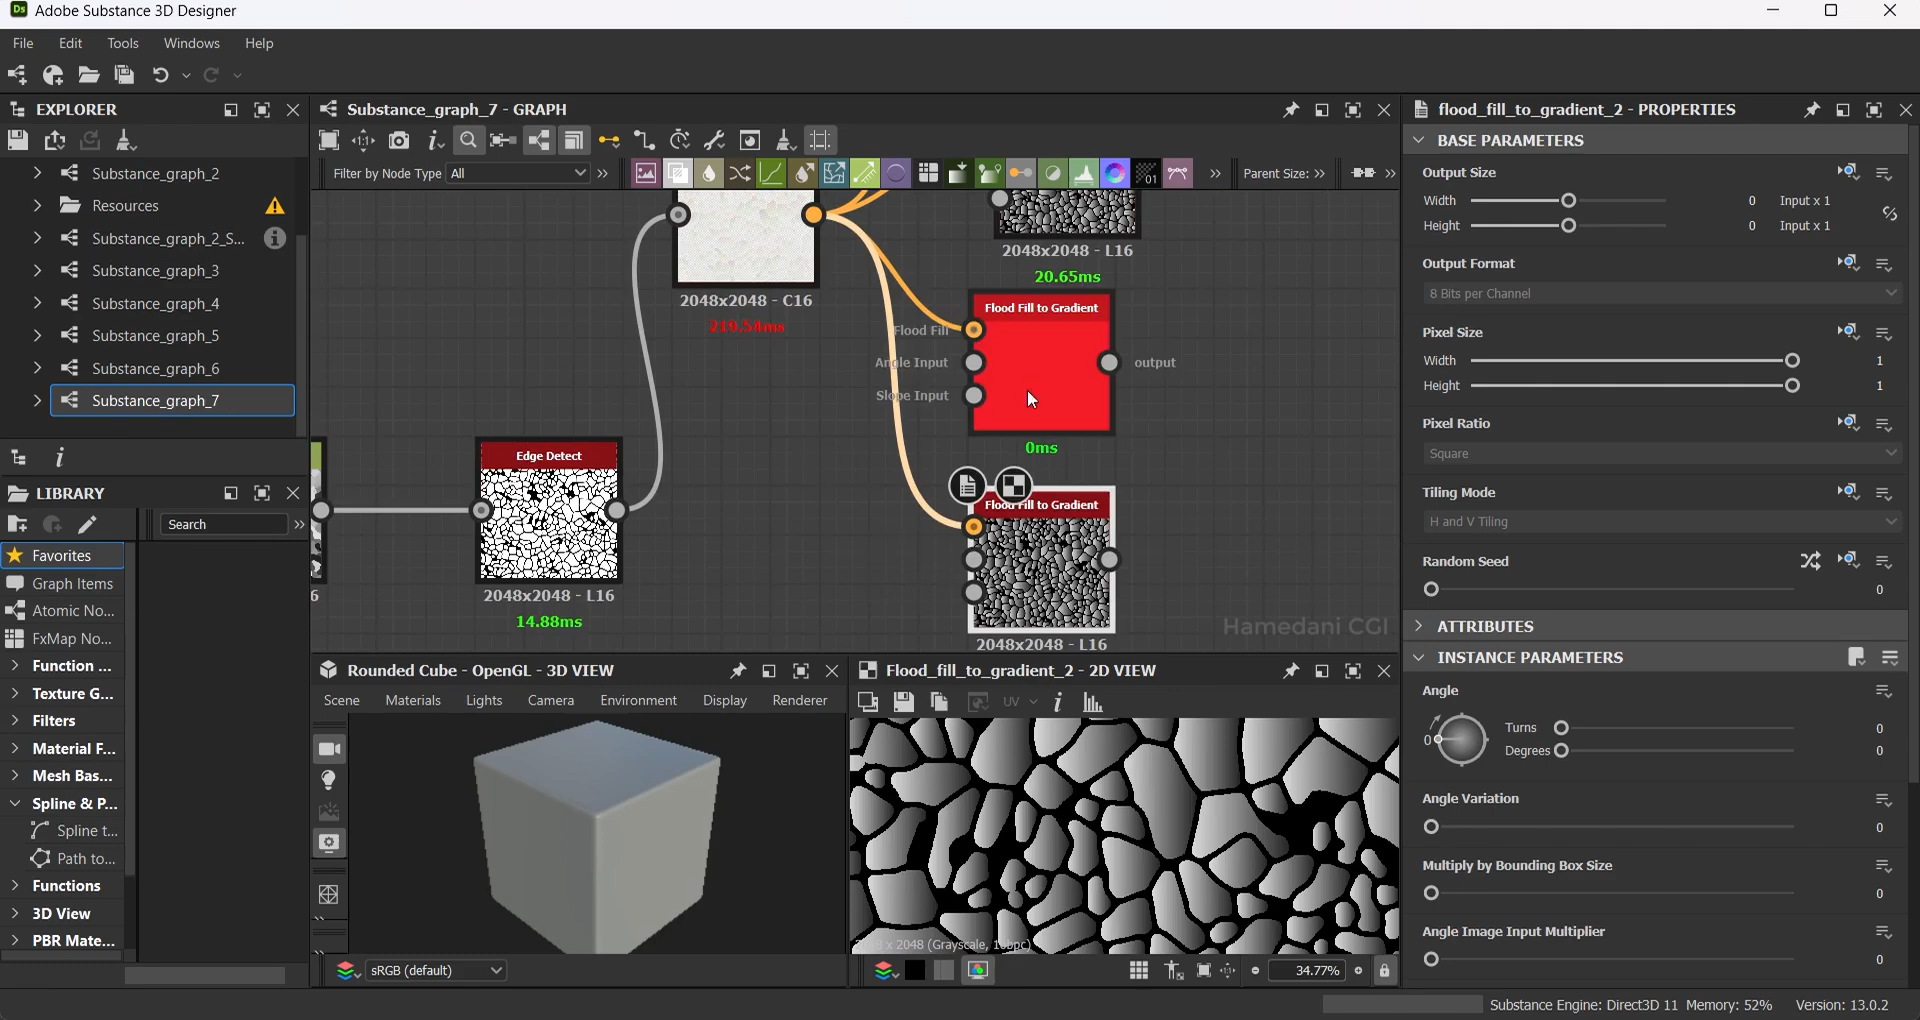 Ds Adobe Substance 3D Designer
File Edit Tools Windows Help
EXPLORER
Substance_graph_2
Resources
Substance_graph_2_S...
Substance_graph_3
Substance_graph_4
Substance_graph_5
Substance_graph_6
Substance_graph_7
LIBRARY
Search
Favorites
Graph Items
Atomic No...
FxMap No...
Function ...
Texture G...
Filters
Material F...
Mesh Bas...
Spline & P...
Spline t...
Path to...
Functions
3D View
PBR Mate...
Substance_graph_7 - GRAPH
Filter by Node Type All
01
Parent Size:
2048x2048 - C16
219.54ms
2048x2048 - L16
20.65ms
Flood Fill to Gradient
Flood Fill
Angle Input
Slope Input
output
0ms
6
Edge Detect
2048x2048 - L16
14.88ms
Flood Fill to Gradient
2048x2048 - L16
Hamedani CGI
Rounded Cube - OpenGL - 3D VIEW
Scene Materials Lights Camera Environment Display Renderer
sRGB (default)
Flood_fill_to_gradient_2 - 2D VIEW
UV
x 2048 (Grayscale, 16bpc)
34.77%
flood_fill_to_gradient_2 - PROPERTIES
BASE PARAMETERS
Output Size
Width 0 Input x 1
Height 0 Input x 1
Output Format
8 Bits per Channel
Pixel Size
Width 1
Height 1
Pixel Ratio
Square
Tiling Mode
H and V Tiling
Random Seed
0
ATTRIBUTES
INSTANCE PARAMETERS
Angle
0 Turns 0
Degrees 0
Angle Variation
0
Multiply by Bounding Box Size
0
Angle Image Input Multiplier
0
Substance Engine: Direct3D 11 Memory: 52% Version: 13.0.2